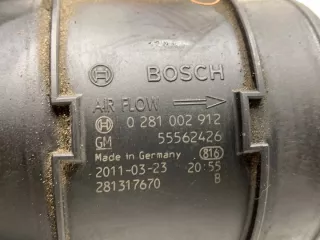 BOSCH
AIR FLOW
0 281 002 912
GM 55562426
Made in Germany 816
2011-03-23 20:55
281317670 B